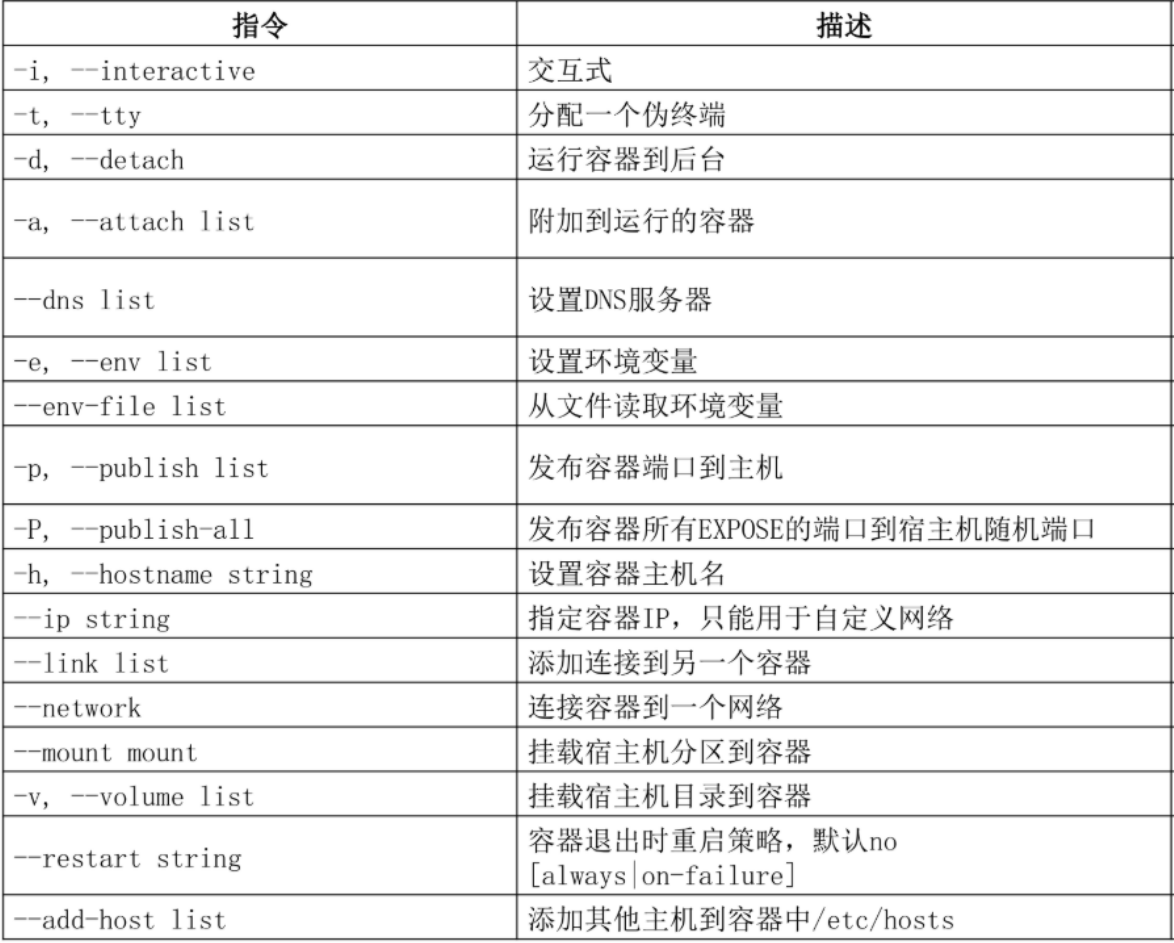 指令 描述
-i, --interactive 交互式
-t, --tty 分配一个伪终端
-d, --detach 运行容器到后台
-a, --attach list 附加到运行的容器
--dns list 设置DNS服务器
-e, --env list 设置环境变量
--env-file list 从文件读取环境变量
-p, --publish list 发布容器端口到主机
-P, --publish-all 发布容器所有EXPOSE的端口到宿主机随机端口
-h, --hostname string 设置容器主机名
--ip string 指定容器IP，只能用于自定义网络
--link list 添加连接到另一个容器
--network 连接容器到一个网络
--mount mount 挂载宿主机分区到容器
-v, --volume list 挂载宿主机目录到容器
--restart string 容器退出时重启策略，默认no
[always|on-failure]
--add-host list 添加其他主机到容器中/etc/hosts